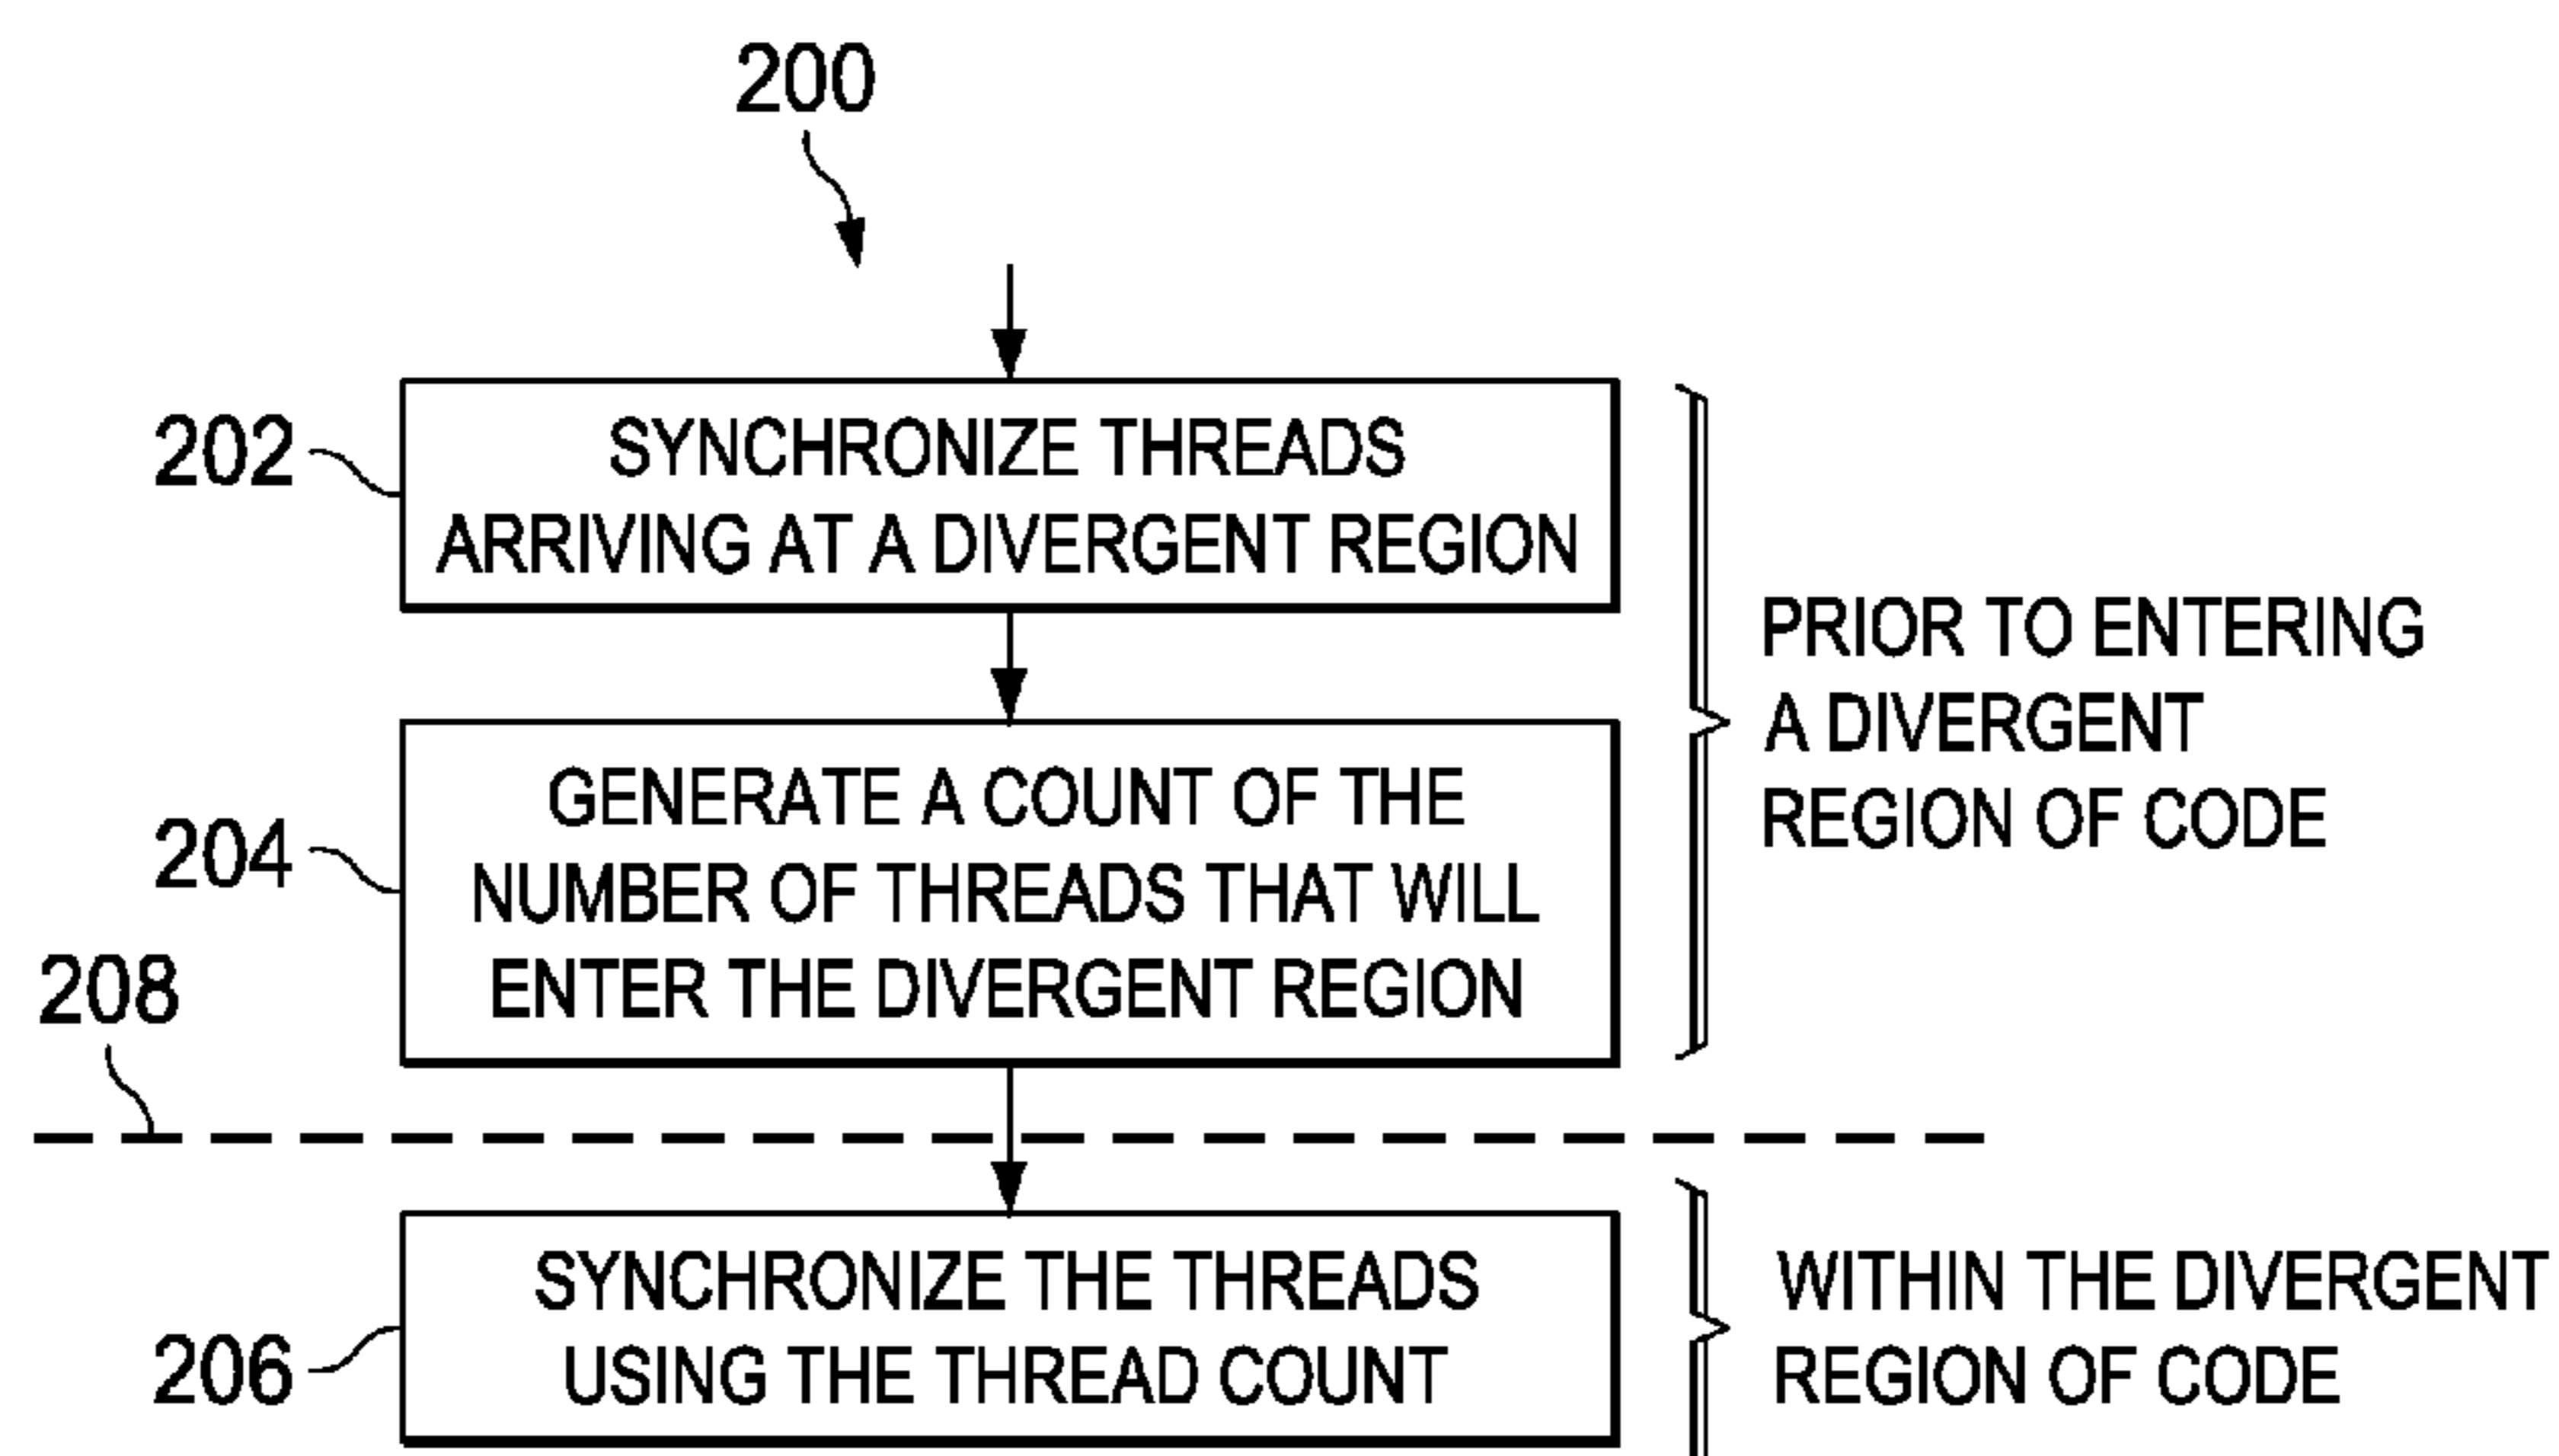 200
202
SYNCHRONIZE THREADS
ARRIVING AT A DIVERGENT REGION
204
GENERATE A COUNT OF THE
NUMBER OF THREADS THAT WILL
ENTER THE DIVERGENT REGION
PRIOR TO ENTERING
A DIVERGENT
REGION OF CODE
208
206
SYNCHRONIZE THE THREADS
USING THE THREAD COUNT
WITHIN THE DIVERGENT
REGION OF CODE